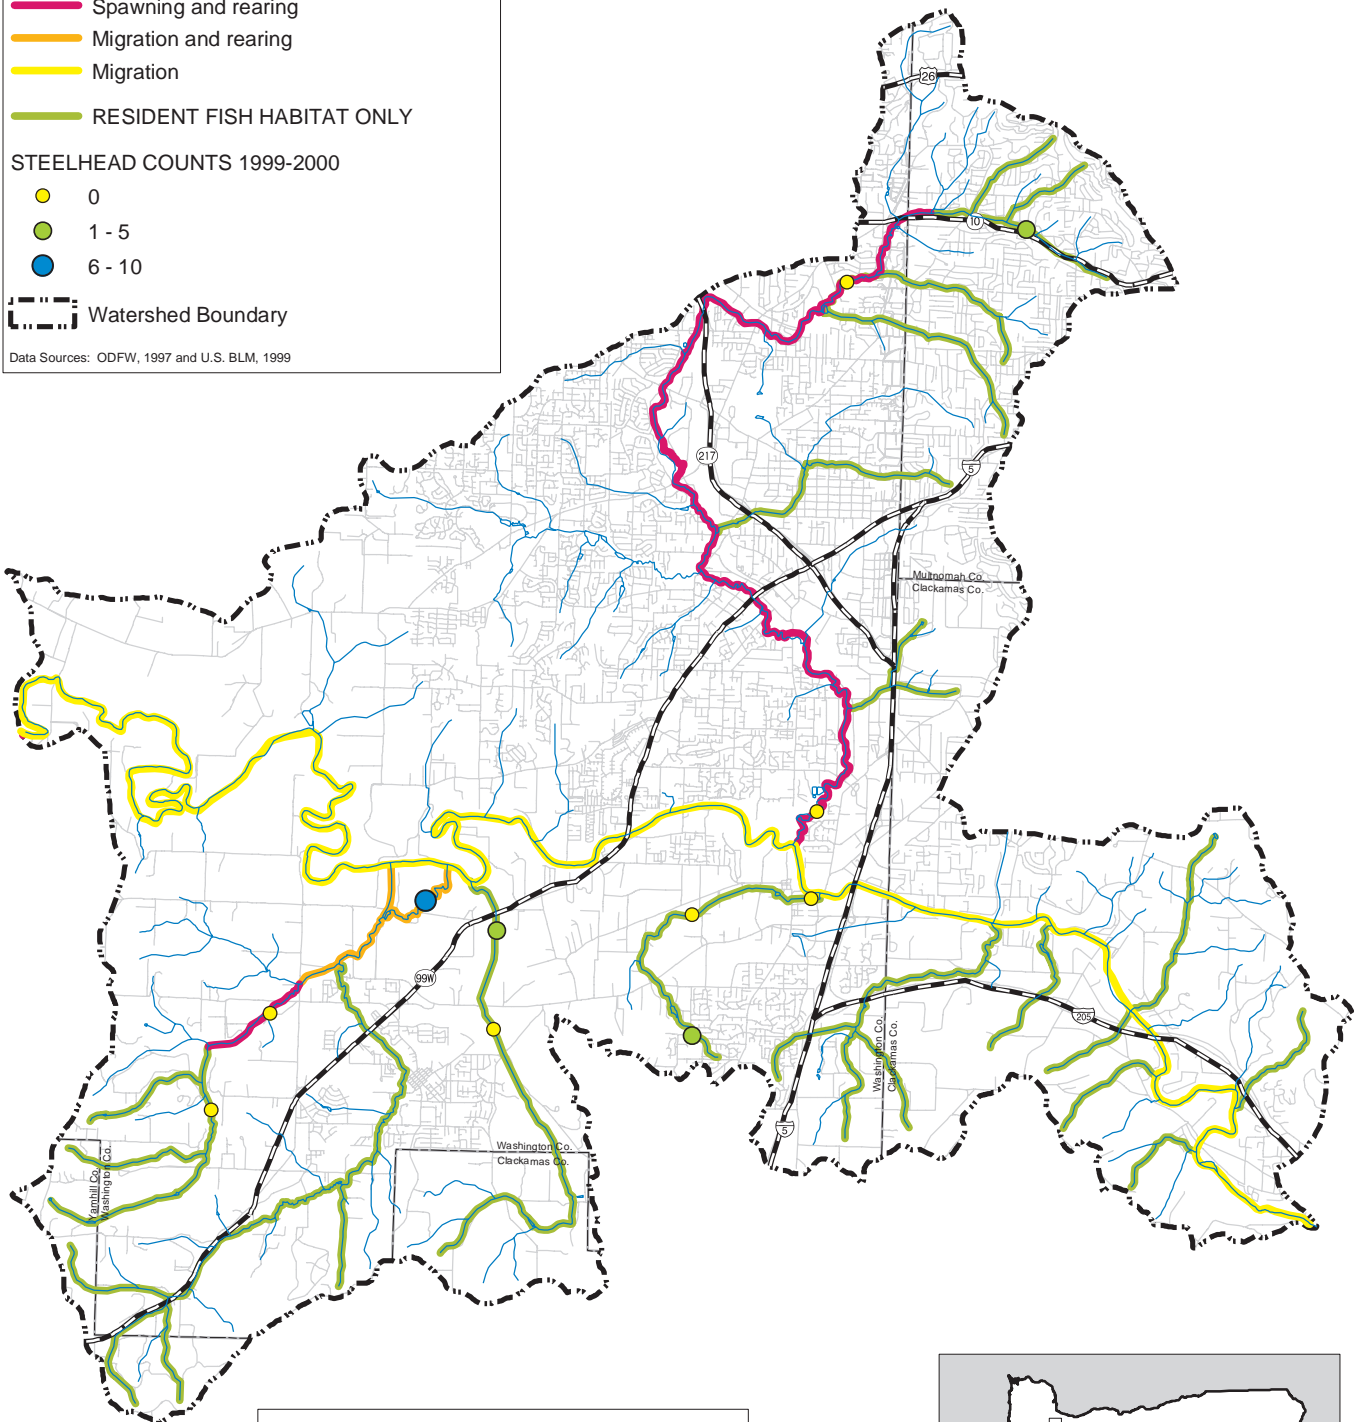 Spawning and rearing
Migration and rearing
Migration
RESIDENT FISH HABITAT ONLY
STEELHEAD COUNTS 1999-2000
0
1 - 5
6 - 10
Watershed Boundary
Data Sources: ODFW, 1997 and U.S. BLM, 1999
26
10
217
5
Multnomah Co.
Clackamas Co.
99W
205
Washington Co.
Clackamas Co.
5
Washington Co.
Clackamas Co.
Yamhill Co.
Washington Co.